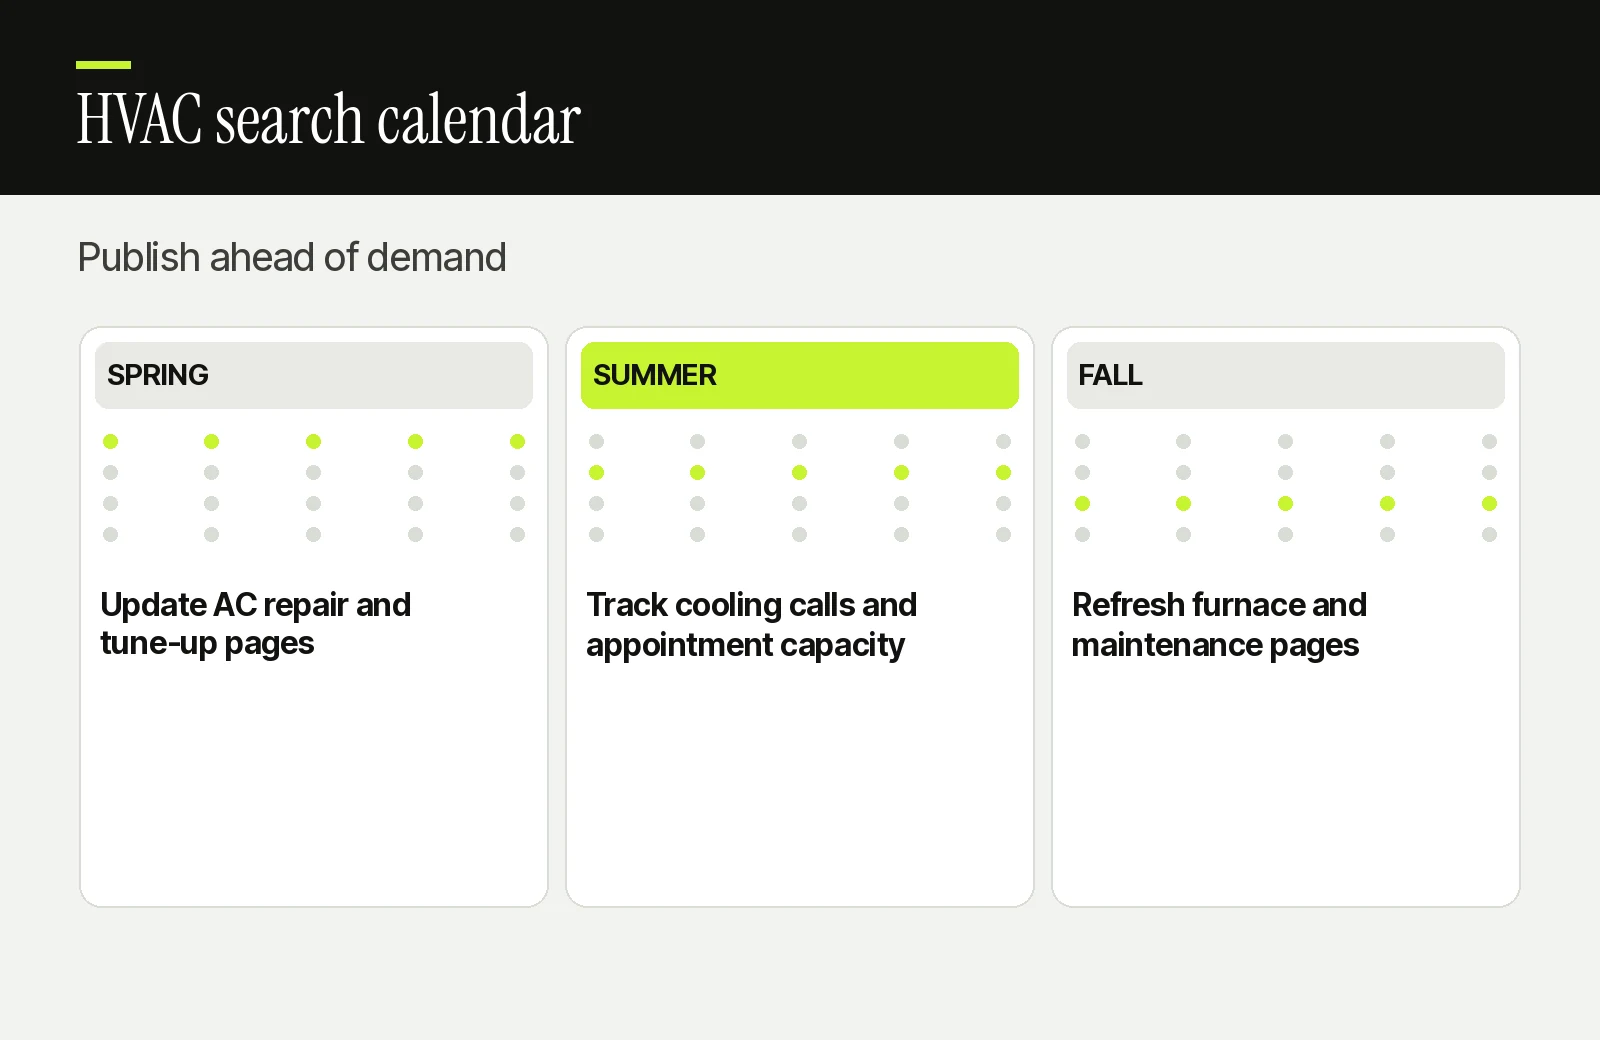 HVAC search calendar
Publish ahead of demand
SPRING
Update AC repair and
tune-up pages
SUMMER
Track cooling calls and
appointment capacity
FALL
Refresh furnace and
maintenance pages